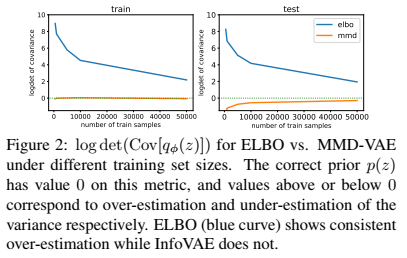 train
test
logdet of covariance
10
8
6
4
2
0
0 10000 20000 30000 40000 50000
number of train samples
logdet of covariance
10
8
6
4
2
0
elbo
mmd
0 10000 20000 30000 40000 50000
number of train samples
Figure 2: log det(Cov[qϕ(z)]) for ELBO vs. MMD-VAE
under different training set sizes. The correct prior p(z)
has value 0 on this metric, and values above or below 0
correspond to over-estimation and under-estimation of the
variance respectively. ELBO (blue curve) shows consistent
over-estimation while InfoVAE does not.